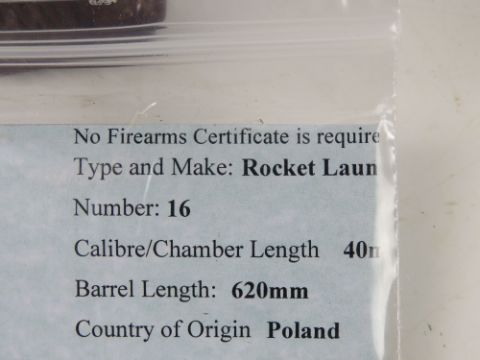 No Firearms Certificate is require
Type and Make: Rocket Laun
Number: 16
Calibre/Chamber Length 40m
Barrel Length: 620mm
Country of Origin Poland